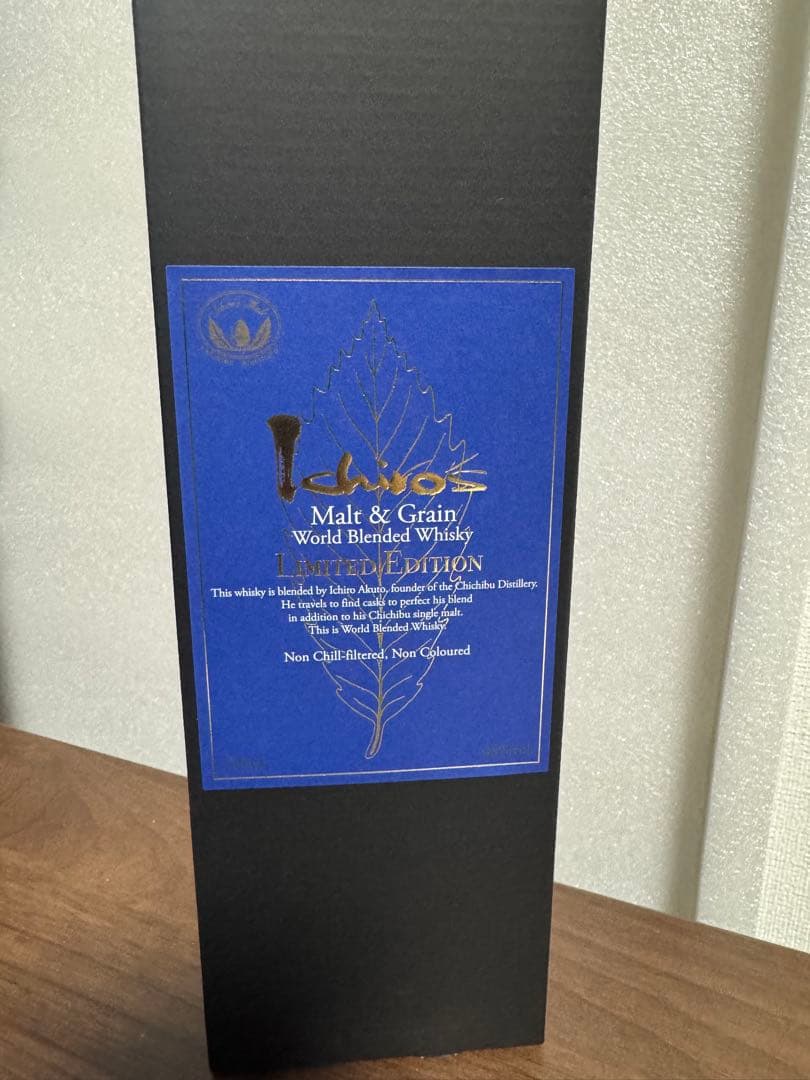 Ichiro's
Malt & Grain
World Blended Whisky
LIMITED EDITION
This whisky is blended by Ichiro Akuto, founder of the Chichibu Distillery.
He travels to find casks to perfect his blend
in addition to his Chichibu single malt.
This is World Blended Whisky.
Non Chill-filtered, Non Coloured